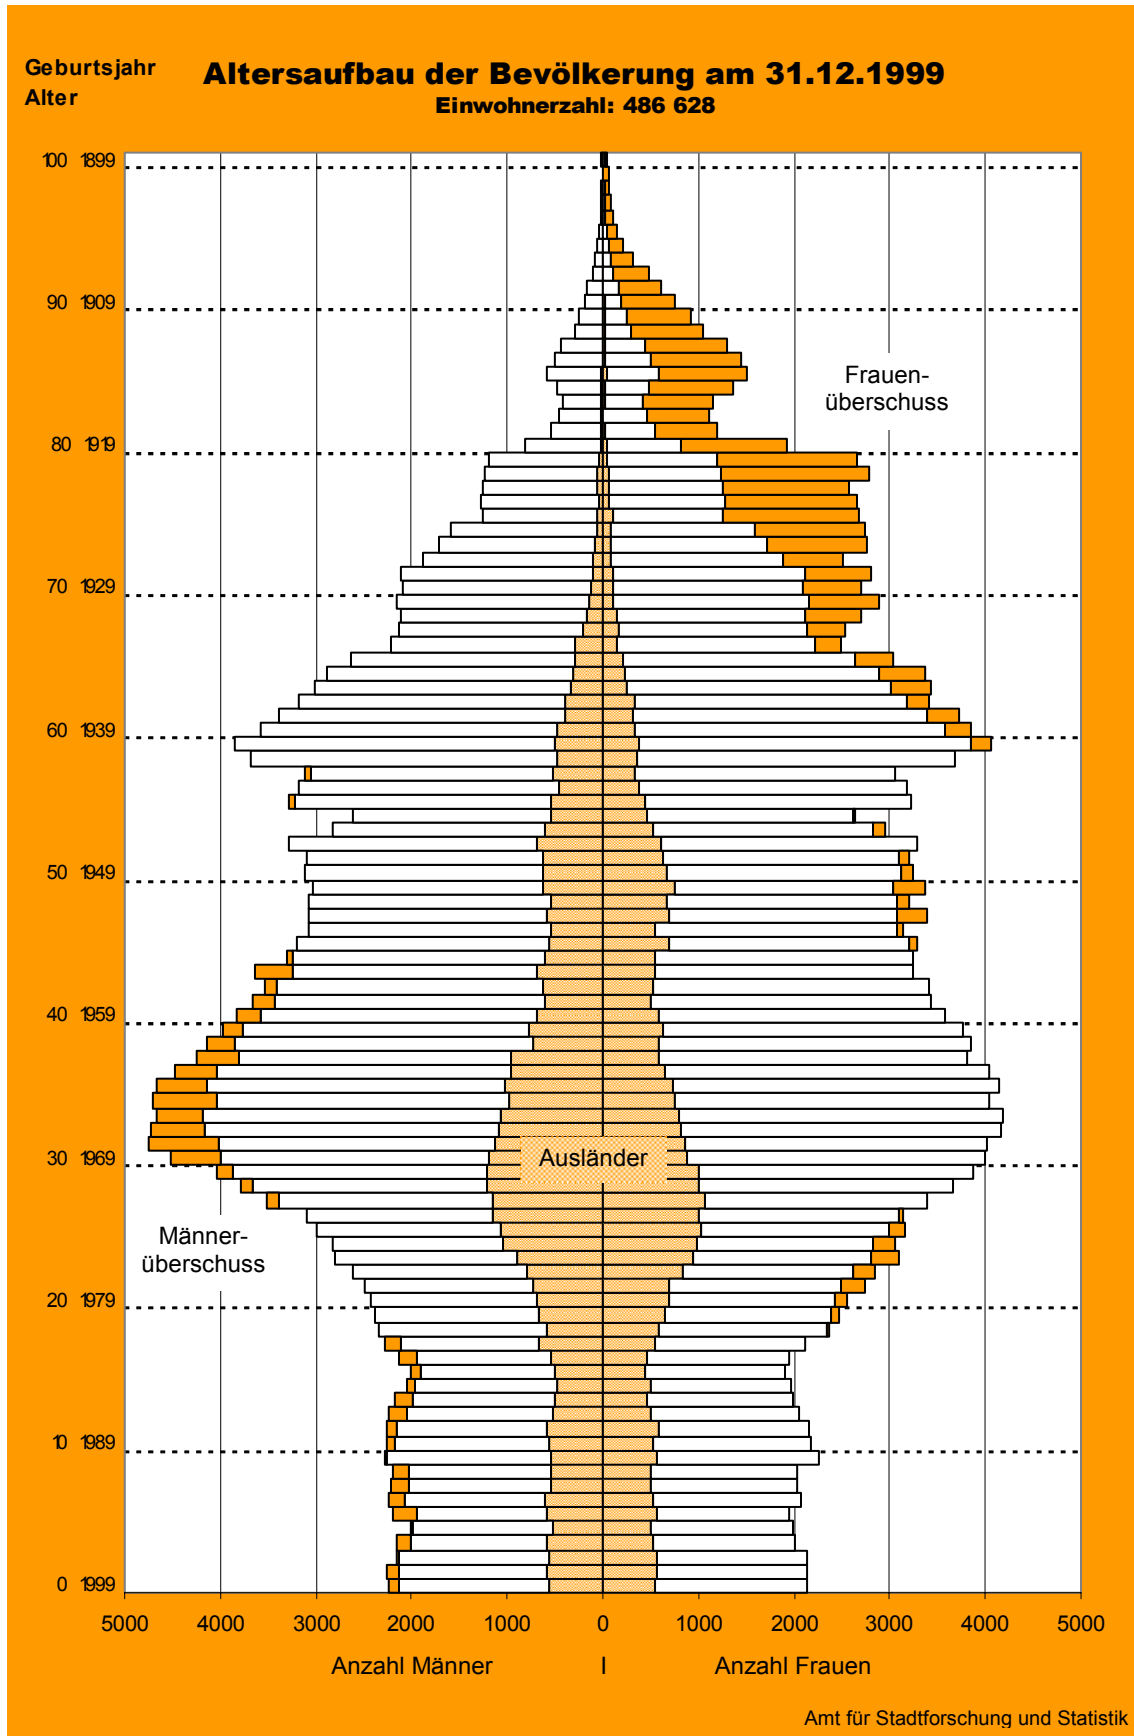 Geburtsjahr
Alter
Altersaufbau der Bevölkerung am 31.12.1999
Einwohnerzahl: 486 628
100 1899
90 1909
Frauen-
überschuss
80 1919
70 1929
60 1939
50 1949
40 1959
30 1969
Ausländer
Männer-
überschuss
20 1979
10 1989
0 1999
5000 4000 3000 2000 1000 0 1000 2000 3000 4000 5000
Anzahl Männer I Anzahl Frauen
Amt für Stadtforschung und Statistik